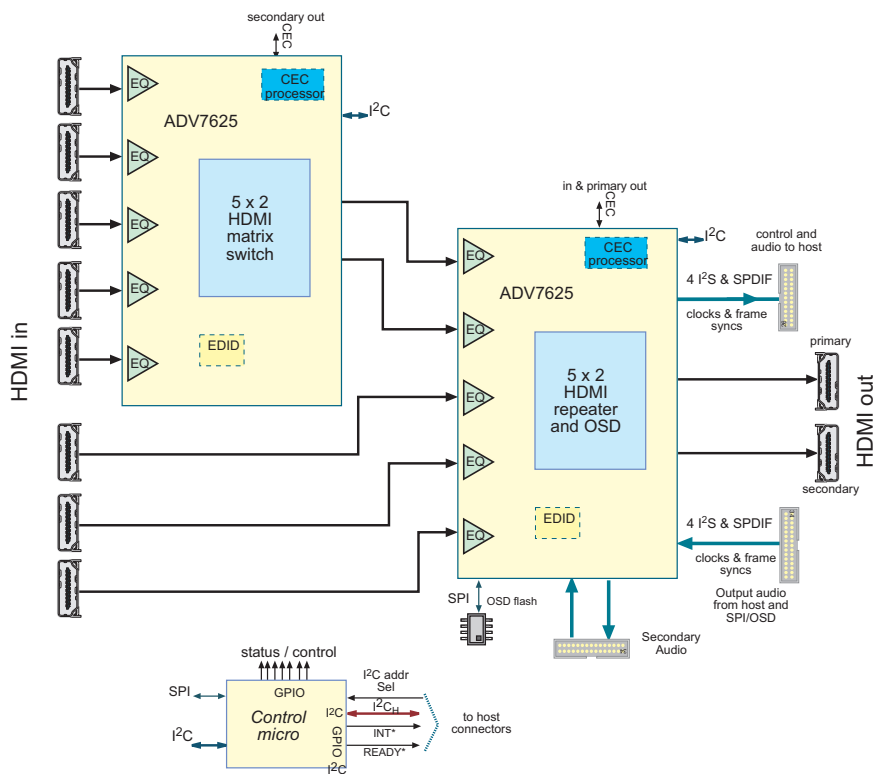 secondary out
CEC
CEC
processor
EQ
I²C
ADV7625
EQ
5 x 2
HDMI
matrix
switch
EQ
EQ
EDID
EQ
HDMI in
in & primary out
CEC
CEC
processor
EQ
I²C
control and
audio to host
ADV7625
4 I²S & SPDIF
clocks & frame
syncs
EQ
5 x 2
HDMI
repeater
and OSD
primary
EQ
HDMI out
EQ
secondary
EDID
EQ
4 I²S & SPDIF
clocks & frame
syncs
Output audio
from host and
SPI/OSD
SPI
OSD flash
Secondary
Audio
status / control
GPIO
SPI
Control
micro
I²C
I²C addr
Sel
I²C
I²CH
GPIO
INT*
READY*
I²C
to host
connectors